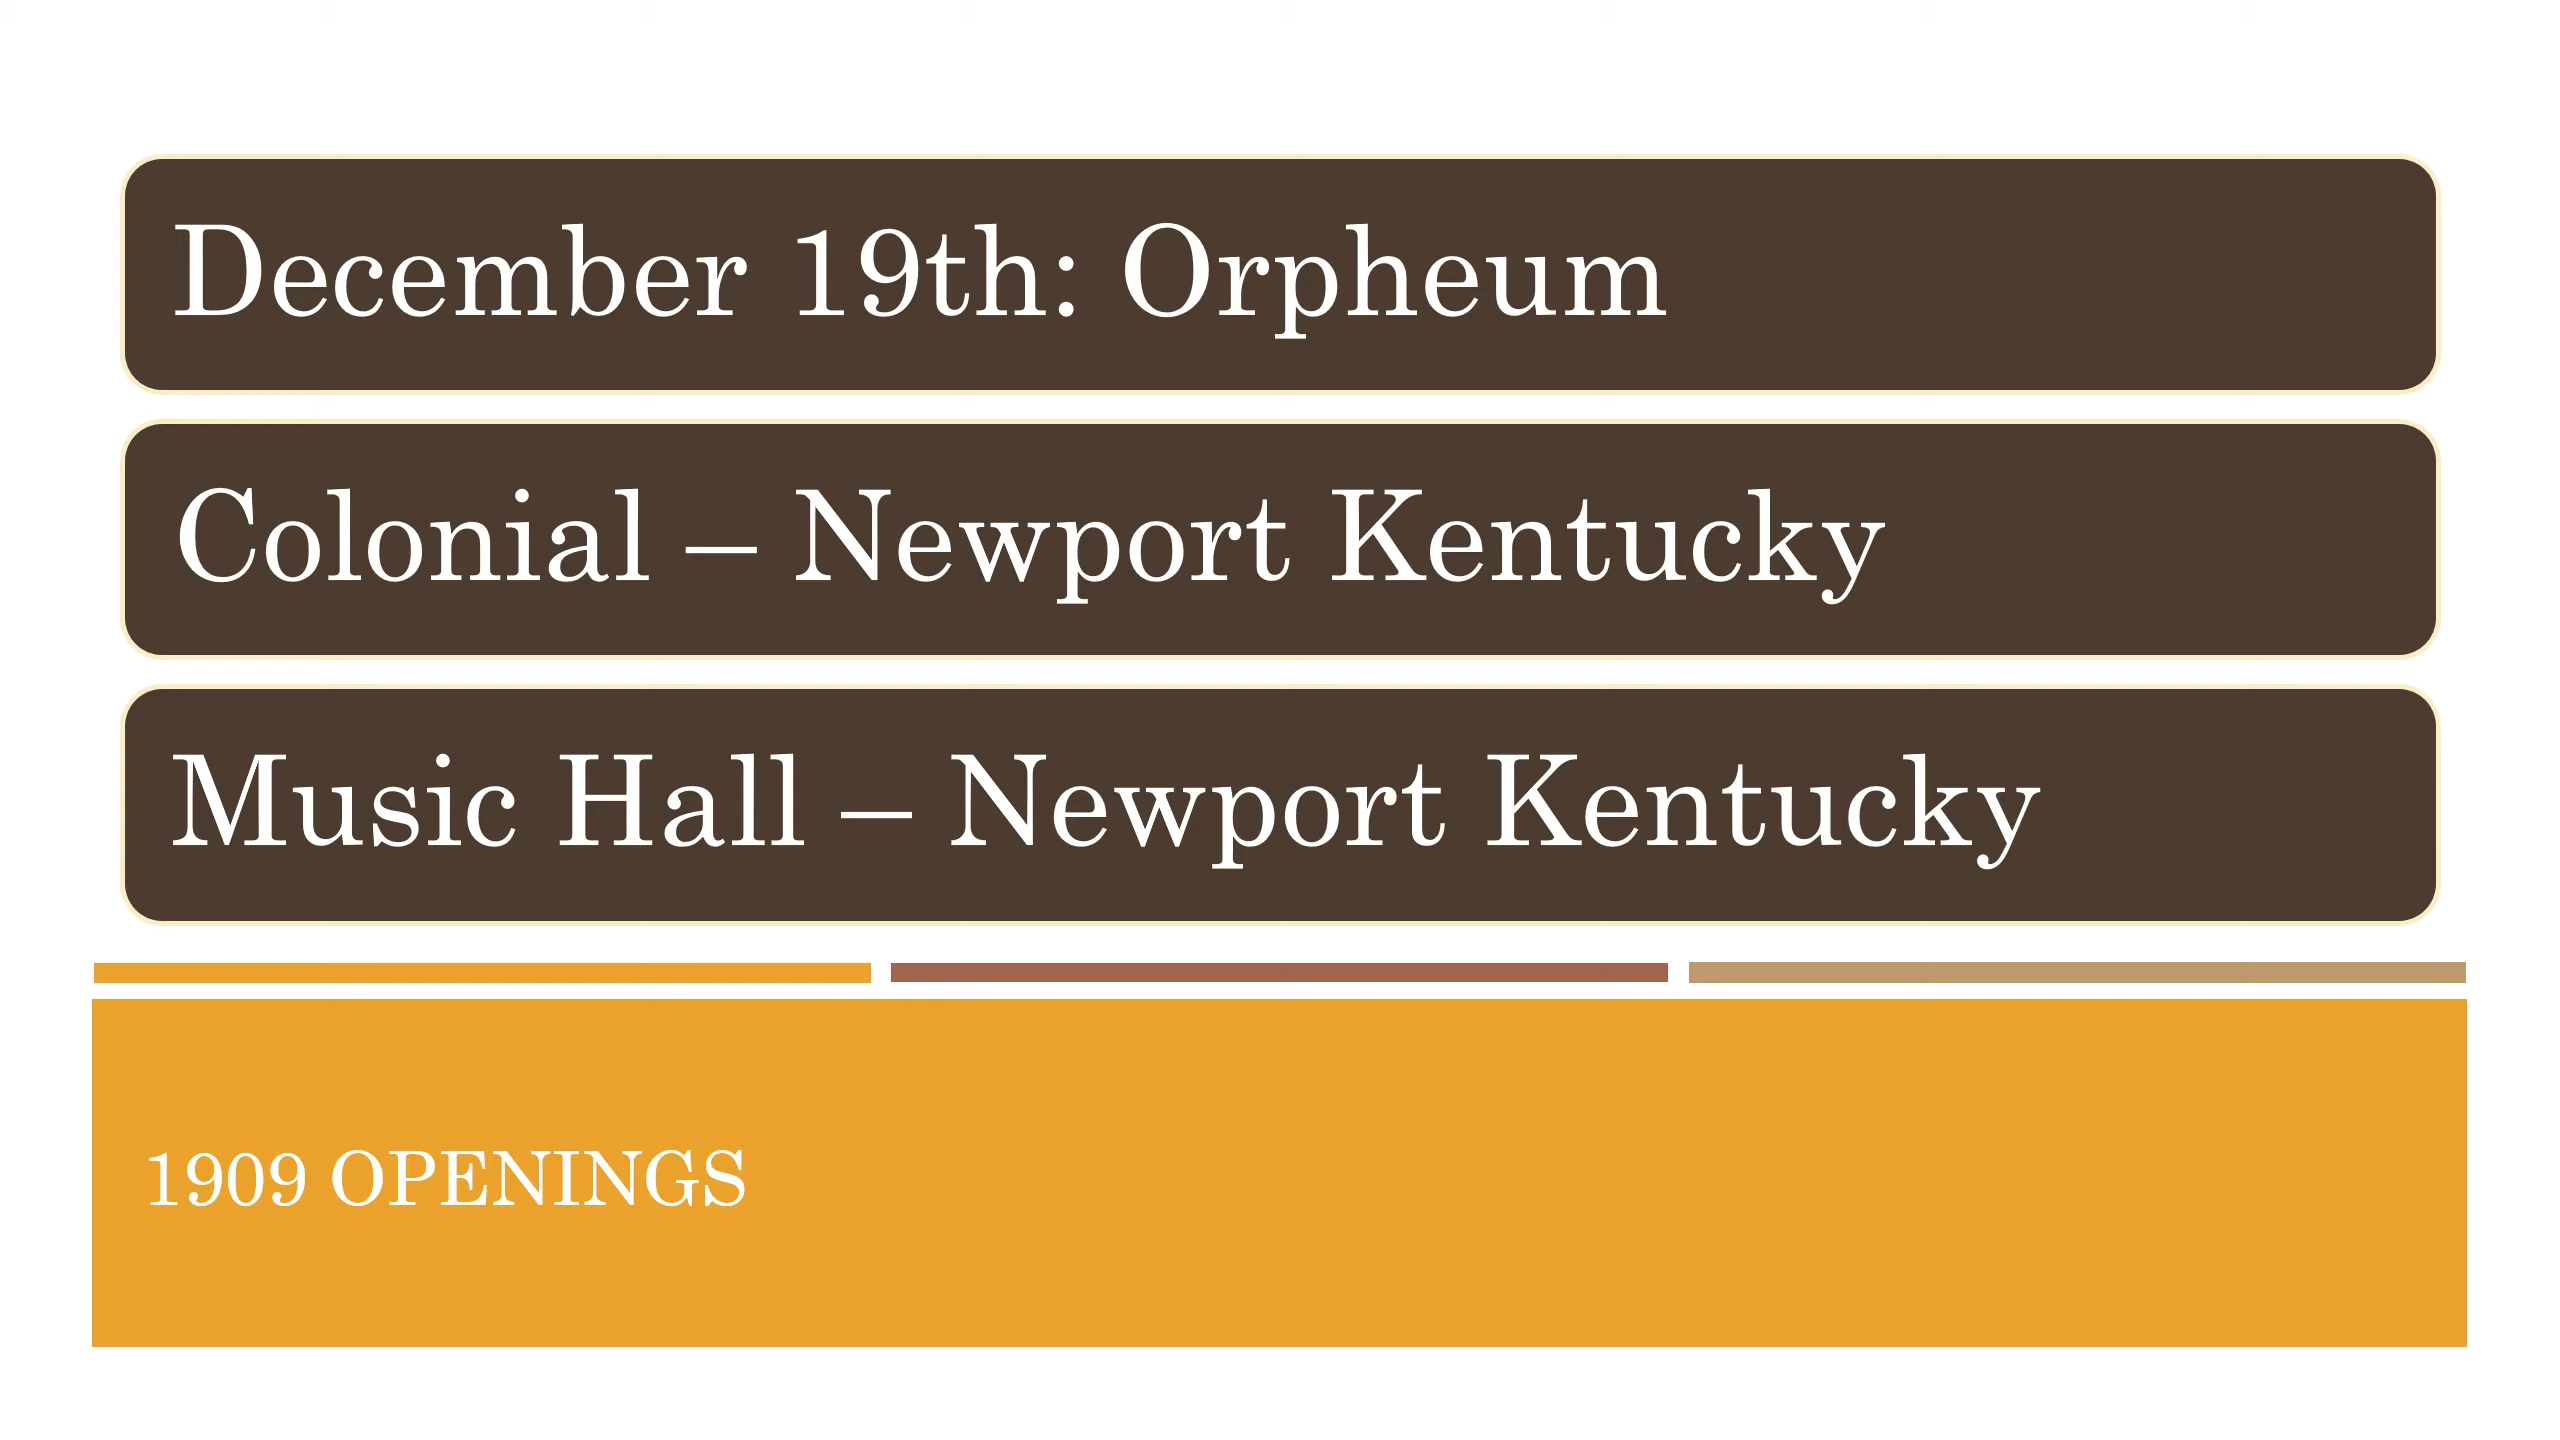 December 19th: Orpheum
Colonial – Newport Kentucky
Music Hall – Newport Kentucky
1909 OPENINGS